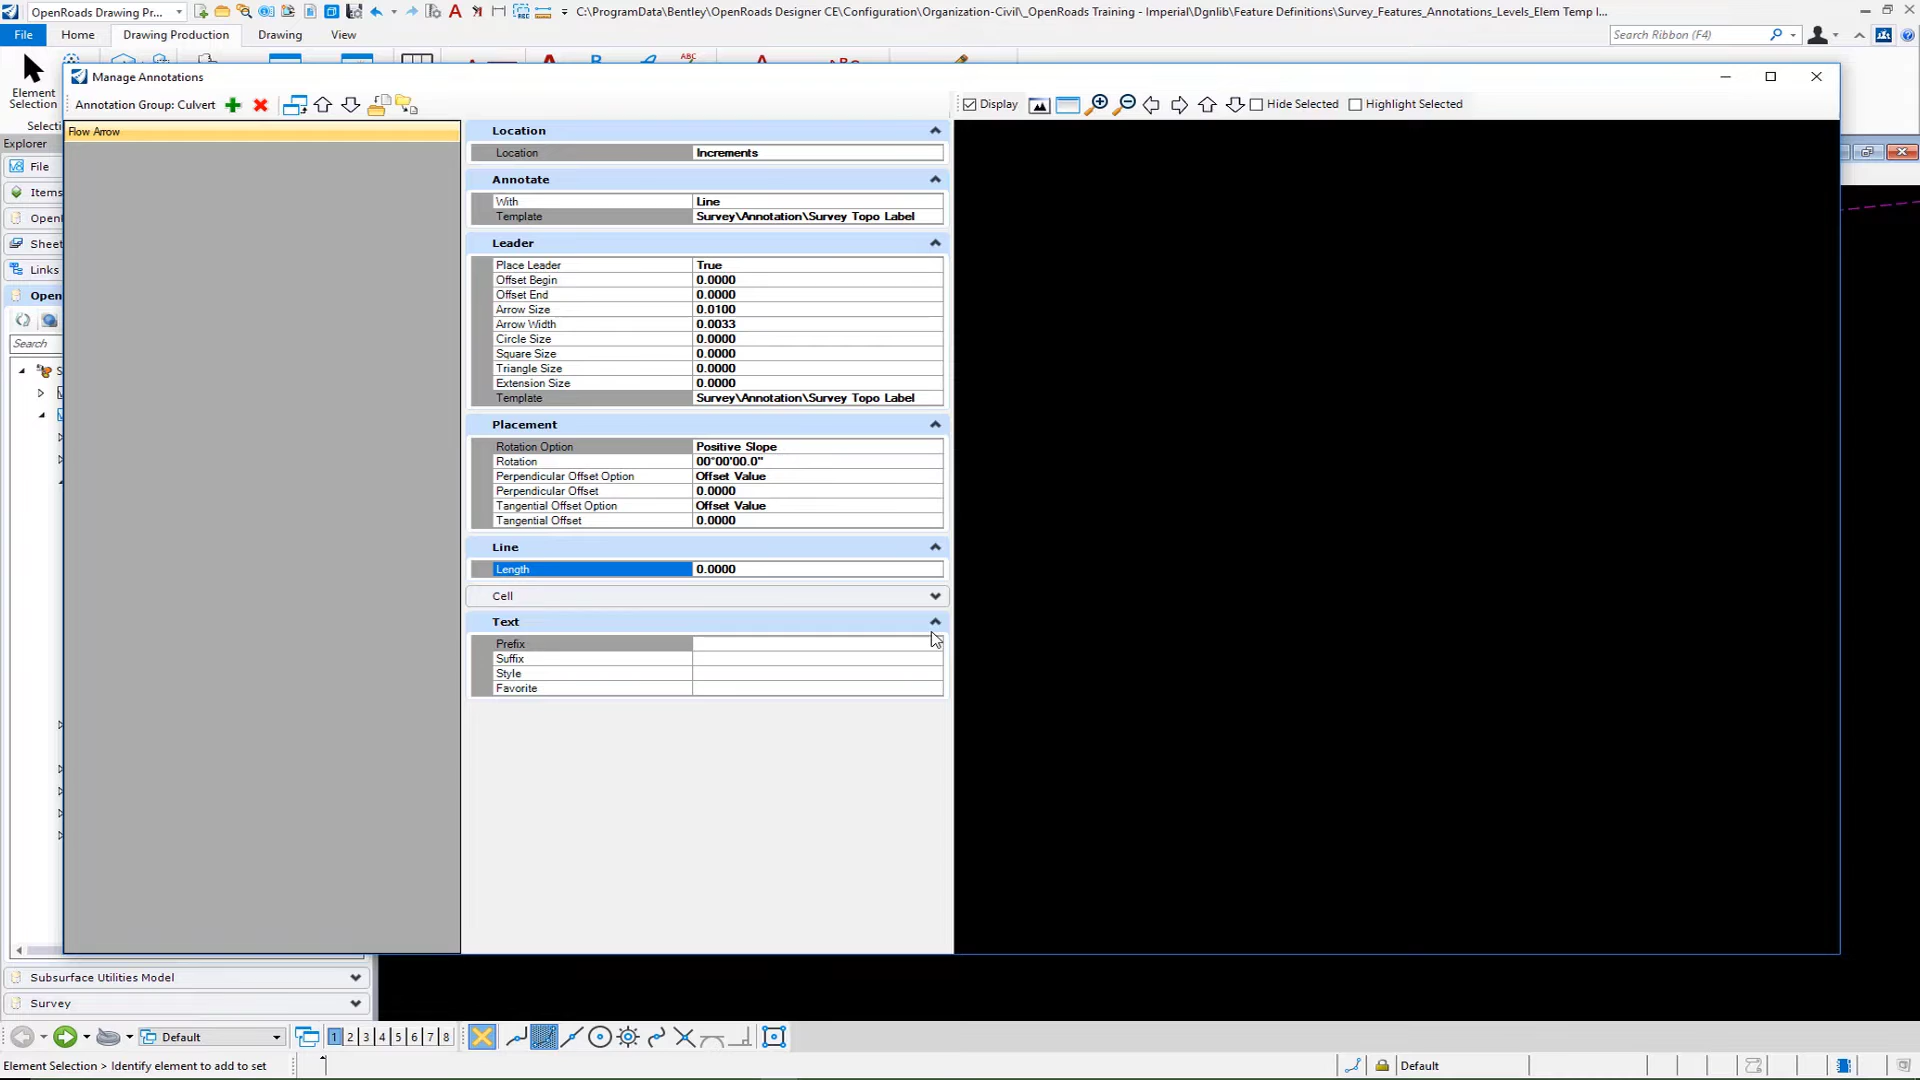 OpenRoads Drawing Pr...
C:\ProgramData\Bentley\OpenRoads Designer CE\Configuration\Organization-Civil\_OpenRoads Training - Imperial\Dgnlib\Feature Definitions\Survey_Features_Annotations_Levels_Elem Temp l...
File Home Drawing Production Drawing View
Search Ribbon (F4)
Element
Selection
Selecti
Explorer
File
Items
OpenI
Sheet
Links
Open
Search
S
Manage Annotations
Annotation Group: Culvert
Display
Hide Selected
Highlight Selected
Flow Arrow
Location
Location Increments
Annotate
With Line
Template Survey\Annotation\Survey Topo Label
Leader
Place Leader True
Offset Begin 0.0000
Offset End 0.0000
Arrow Size 0.0100
Arrow Width 0.0033
Circle Size 0.0000
Square Size 0.0000
Triangle Size 0.0000
Extension Size 0.0000
Template Survey\Annotation\Survey Topo Label
Placement
Rotation Option Positive Slope
Rotation 00°00'00.0"
Perpendicular Offset Option Offset Value
Perpendicular Offset 0.0000
Tangential Offset Option Offset Value
Tangential Offset 0.0000
Line
Length 0.0000
Cell
Text
Prefix
Suffix
Style
Favorite
Subsurface Utilities Model
Survey
Default
1 2 3 4 5 6 7 8
Element Selection > Identify element to add to set
Default